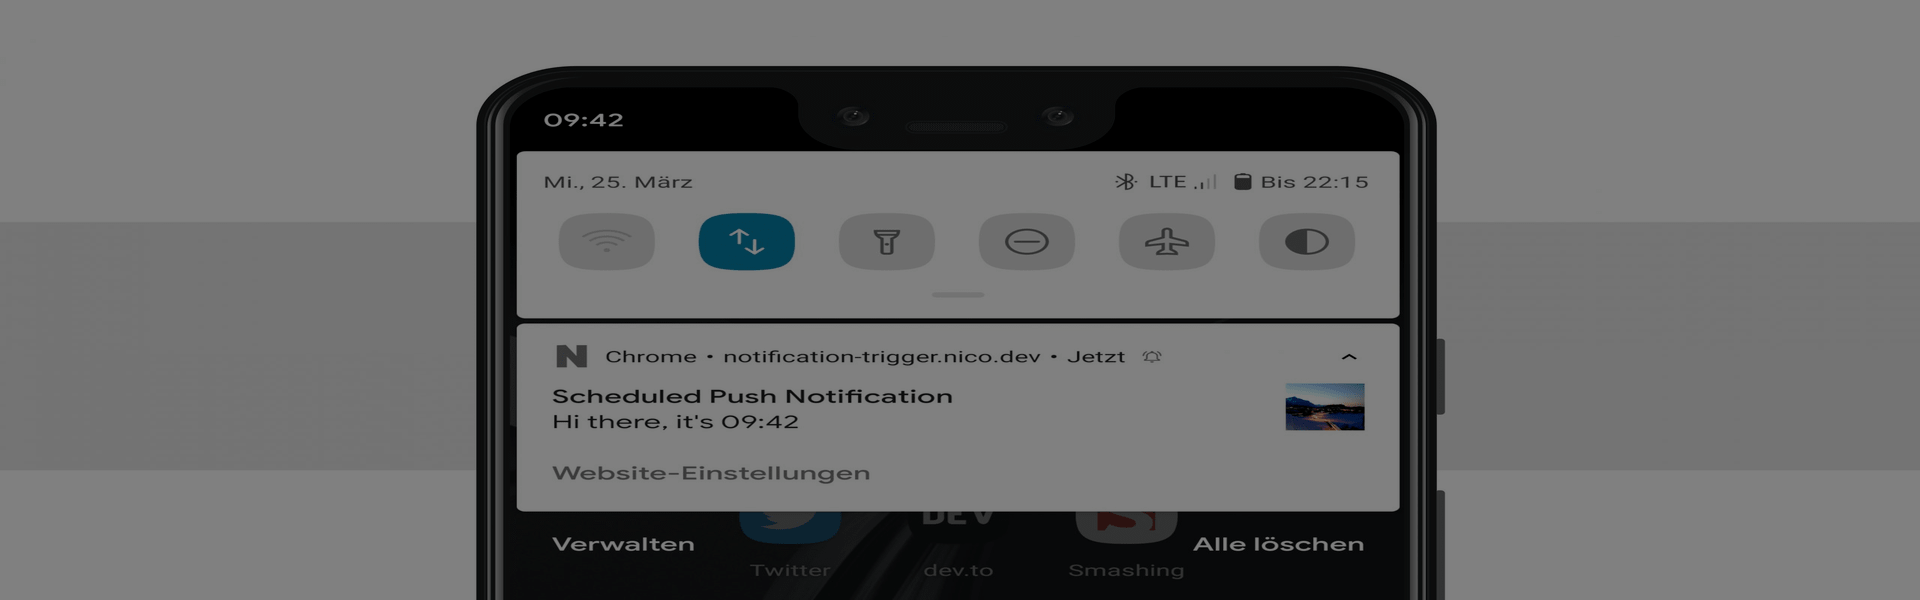 09:42
Mi., 25. März
LTE
Bis 22:15
N Chrome • notification-trigger.nico.dev • Jetzt
Scheduled Push Notification
Hi there, it's 09:42
Website-Einstellungen
DEV
Verwalten
Alle löschen
Twitter
dev.to
Smashing